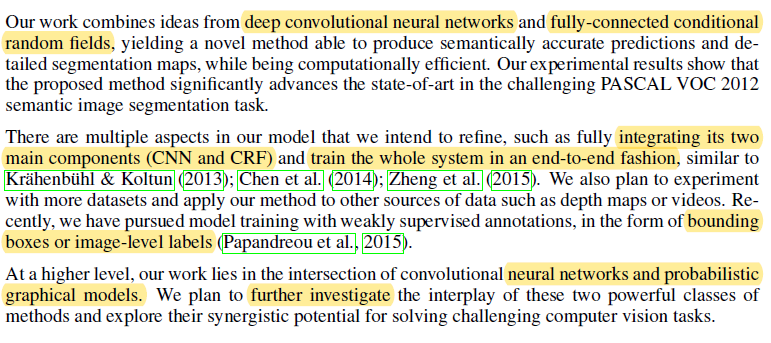 Our work combines ideas from deep convolutional neural networks and fully-connected conditional
random fields, yielding a novel method able to produce semantically accurate predictions and de-
tailed segmentation maps, while being computationally efficient. Our experimental results show that
the proposed method significantly advances the state-of-art in the challenging PASCAL VOC 2012
semantic image segmentation task.
There are multiple aspects in our model that we intend to refine, such as fully integrating its two
main components (CNN and CRF) and train the whole system in an end-to-end fashion, similar to
Krähenbühl & Koltun (2013); Chen et al. (2014); Zheng et al. (2015). We also plan to experiment
with more datasets and apply our method to other sources of data such as depth maps or videos. Re-
cently, we have pursued model training with weakly supervised annotations, in the form of bounding
boxes or image-level labels (Papandreou et al., 2015).
At a higher level, our work lies in the intersection of convolutional neural networks and probabilistic
graphical models. We plan to further investigate the interplay of these two powerful classes of
methods and explore their synergistic potential for solving challenging computer vision tasks.